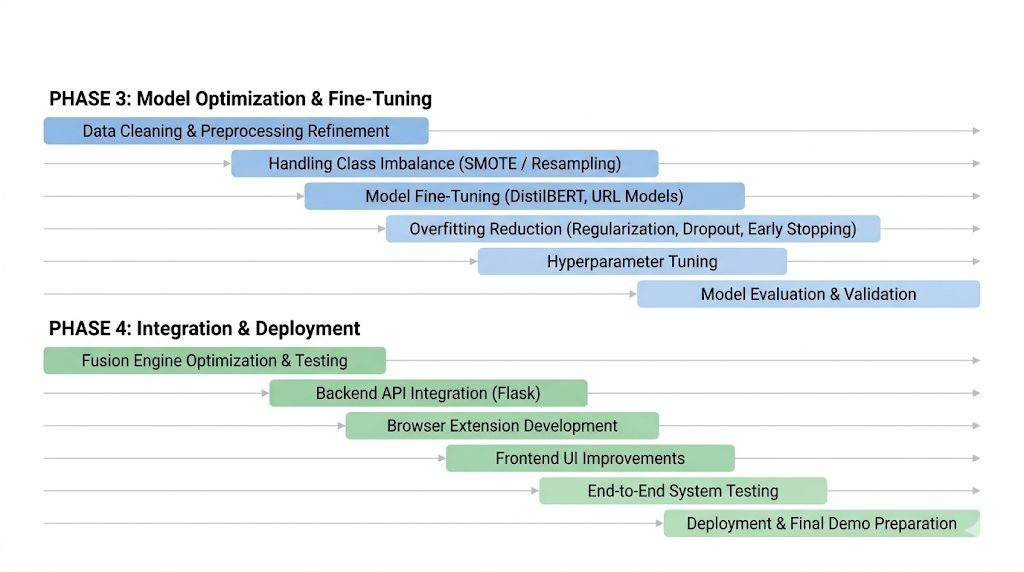 PHASE 3: Model Optimization & Fine-Tuning
Data Cleaning & Preprocessing Refinement
Handling Class Imbalance (SMOTE / Resampling)
Model Fine-Tuning (DistilBERT, URL Models)
Overfitting Reduction (Regularization, Dropout, Early Stopping)
Hyperparameter Tuning
Model Evaluation & Validation
PHASE 4: Integration & Deployment
Fusion Engine Optimization & Testing
Backend API Integration (Flask)
Browser Extension Development
Frontend UI Improvements
End-to-End System Testing
Deployment & Final Demo Preparation